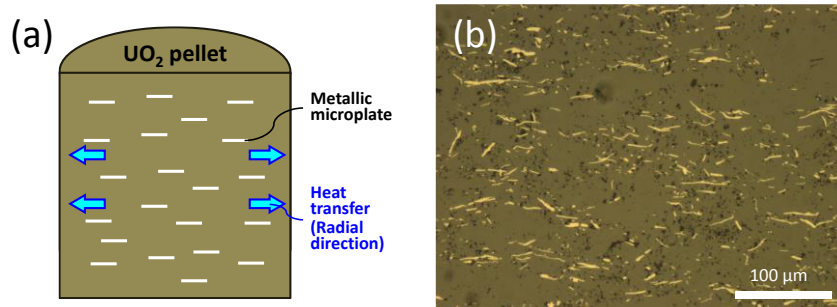 (a)
UO₂ pellet
Metallic
microplate
Heat
transfer
(Radial
direction)
(b)
100 μm